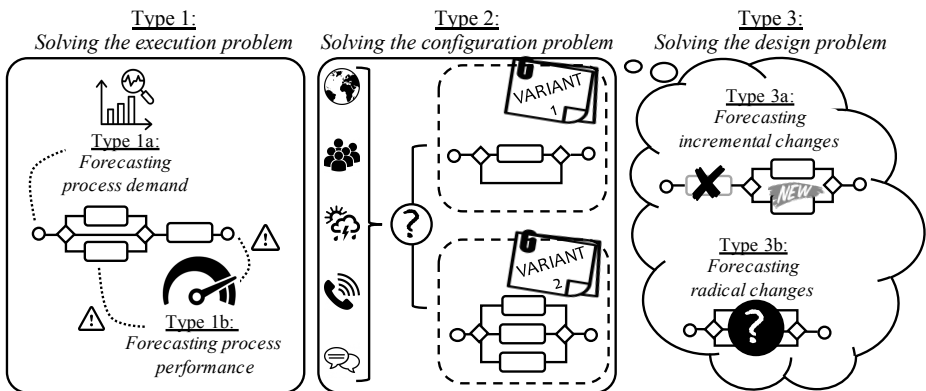 Type 1:
Solving the execution problem
Type 1a:
Forecasting
process demand
Type 1b:
Forecasting process
performance
Type 2:
Solving the configuration problem
?
VARIANT
1
VARIANT
2
Type 3:
Solving the design problem
Type 3a:
Forecasting
incremental changes
NEW
Type 3b:
Forecasting
radical changes
?